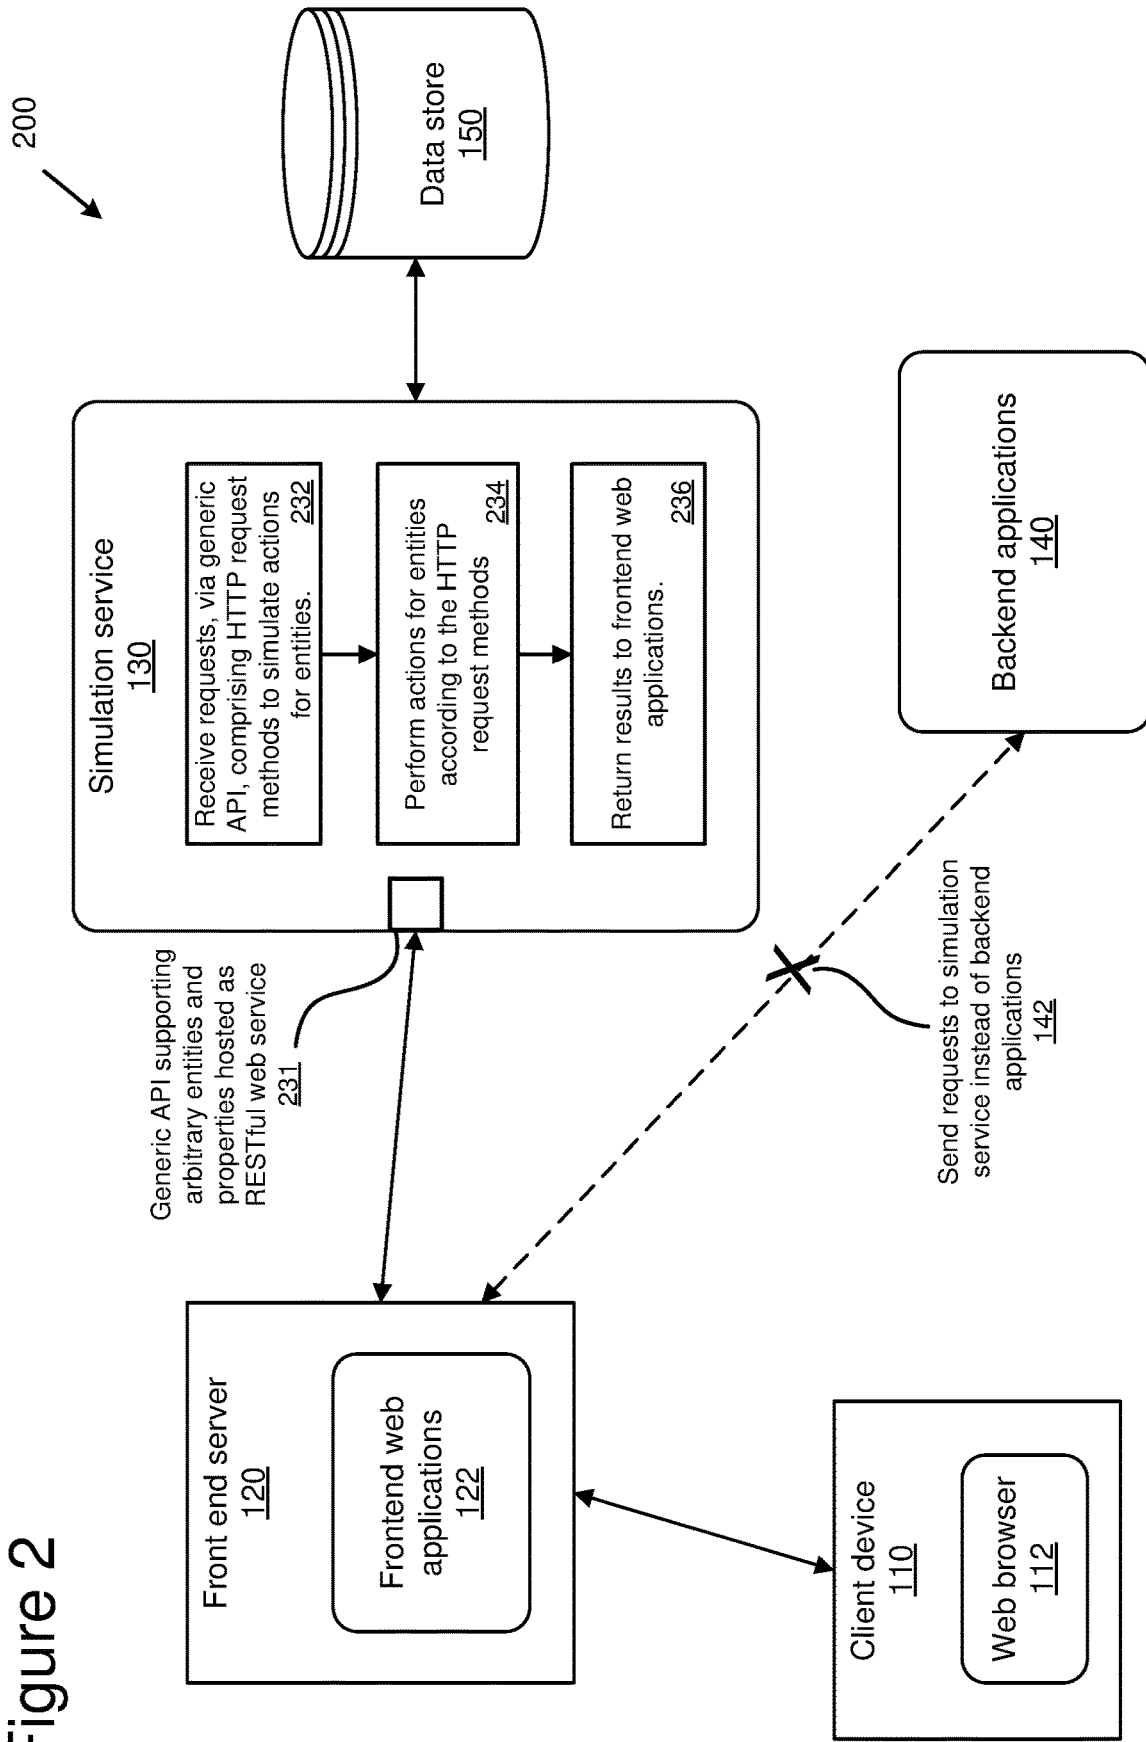 Figure 2
200
Front end server
120
Frontend web
applications
122
Client device
110
Web browser
112
Generic API supporting
arbitrary entities and
properties hosted as
RESTful web service
231
Simulation service
130
Receive requests, via generic
API, comprising HTTP request
methods to simulate actions
for entities.
232
Perform actions for entities
according to the HTTP
request methods
234
Return results to frontend web
applications.
236
Data store
150
Send requests to simulation
service instead of backend
applications
142
Backend applications
140